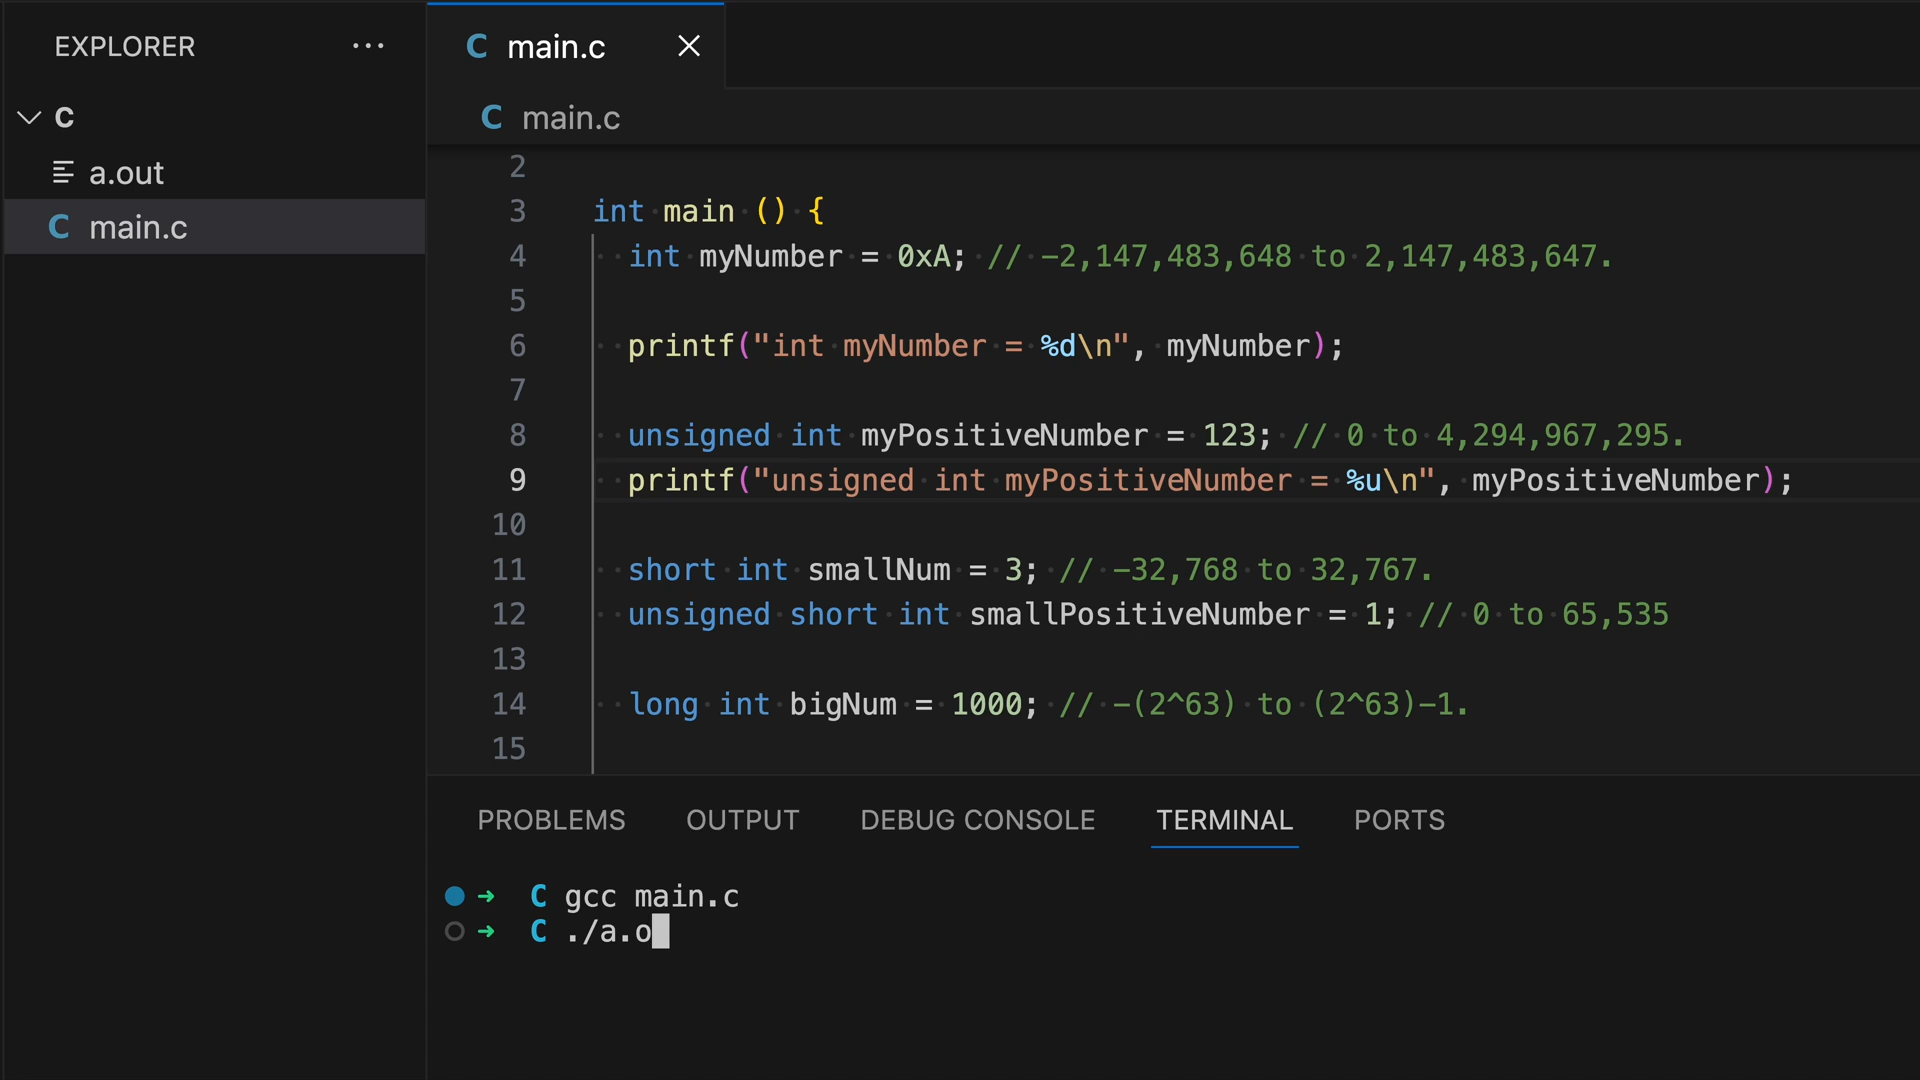 EXPLORER ...
C
a.out
C main.c
C main.c
C main.c
2
3 int main () {
4 int myNumber = 0xA; // -2,147,483,648 to 2,147,483,647.
5
6 printf("int myNumber = %d\n", myNumber);
7
8 unsigned int myPositiveNumber = 123; // 0 to 4,294,967,295.
9 printf("unsigned int myPositiveNumber = %u\n", myPositiveNumber);
10
11 short int smallNum = 3; // -32,768 to 32,767.
12 unsigned short int smallPositiveNumber = 1; // 0 to 65,535
13
14 long int bigNum = 1000; // -(2^63) to (2^63)-1.
15
PROBLEMS OUTPUT DEBUG CONSOLE TERMINAL PORTS
➜ C gcc main.c
➜ C ./a.o